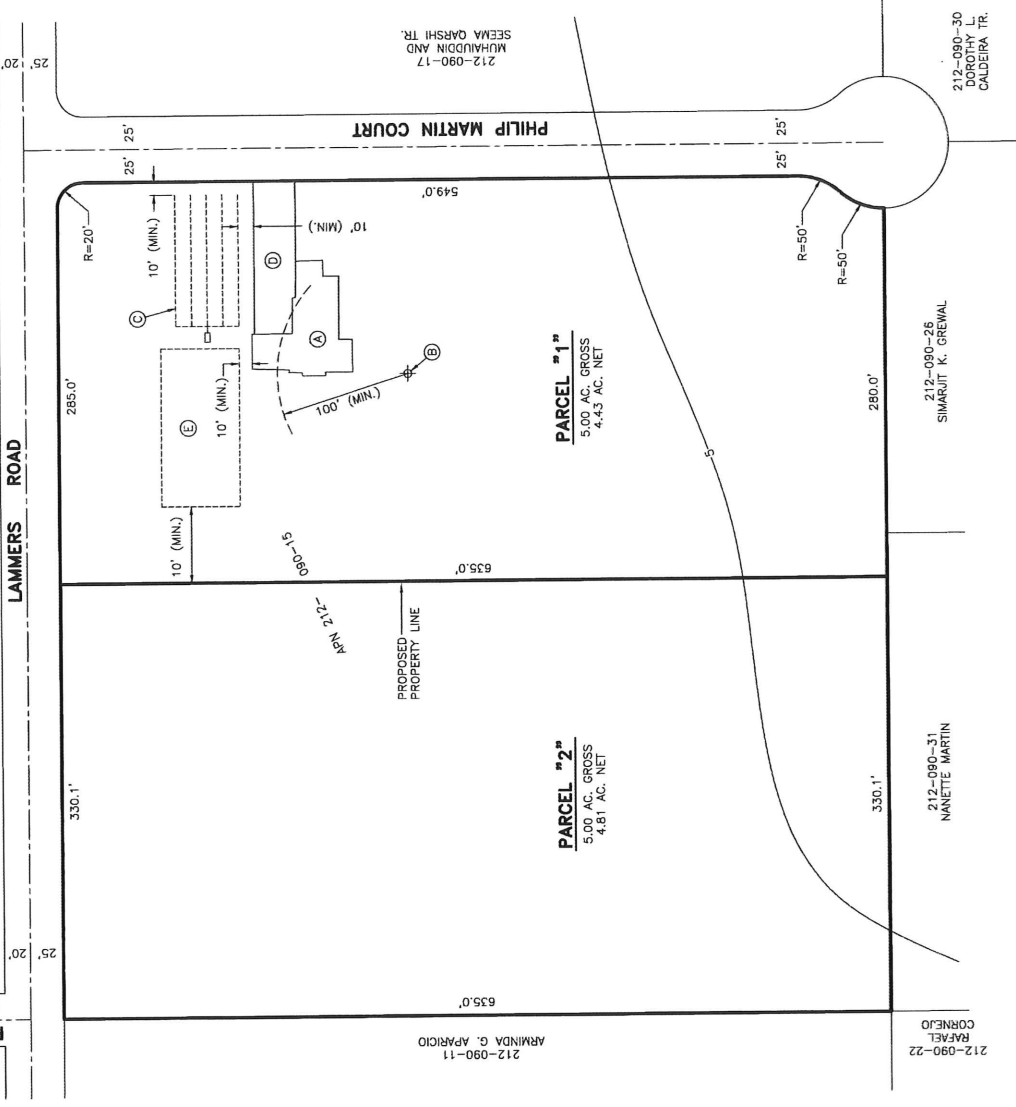 LAMMERS ROAD
20'
25'
20'
25'
PHILIP MARTIN COURT
25'
25'
25'
25'
212-090-17
MUHAIUDDIN AND
SEEMA QARSHI TR.
212-090-30
DOROTHY L.
CALDEIRA TR.
R=20'
10' (MIN.)
549.0'
R=50'
R=50'
285.0'
C
D
10' (MIN.)
A
B
100' (MIN.)
10' (MIN.)
E
10' (MIN.)
PARCEL "1"
5.00 AC. GROSS
4.43 AC. NET
280.0'
212-090-26
SIMARJIT K. GREWAL
5
635.0'
APN 212-
090-15
PROPOSED
PROPERTY LINE
PARCEL "2"
5.00 AC. GROSS
4.81 AC. NET
330.1'
330.1'
212-090-31
NANETTE MARTIN
635.0'
212-090-11
ARMINDA G. APARICIO
212-090-22
RAFAEL
CORNEJO